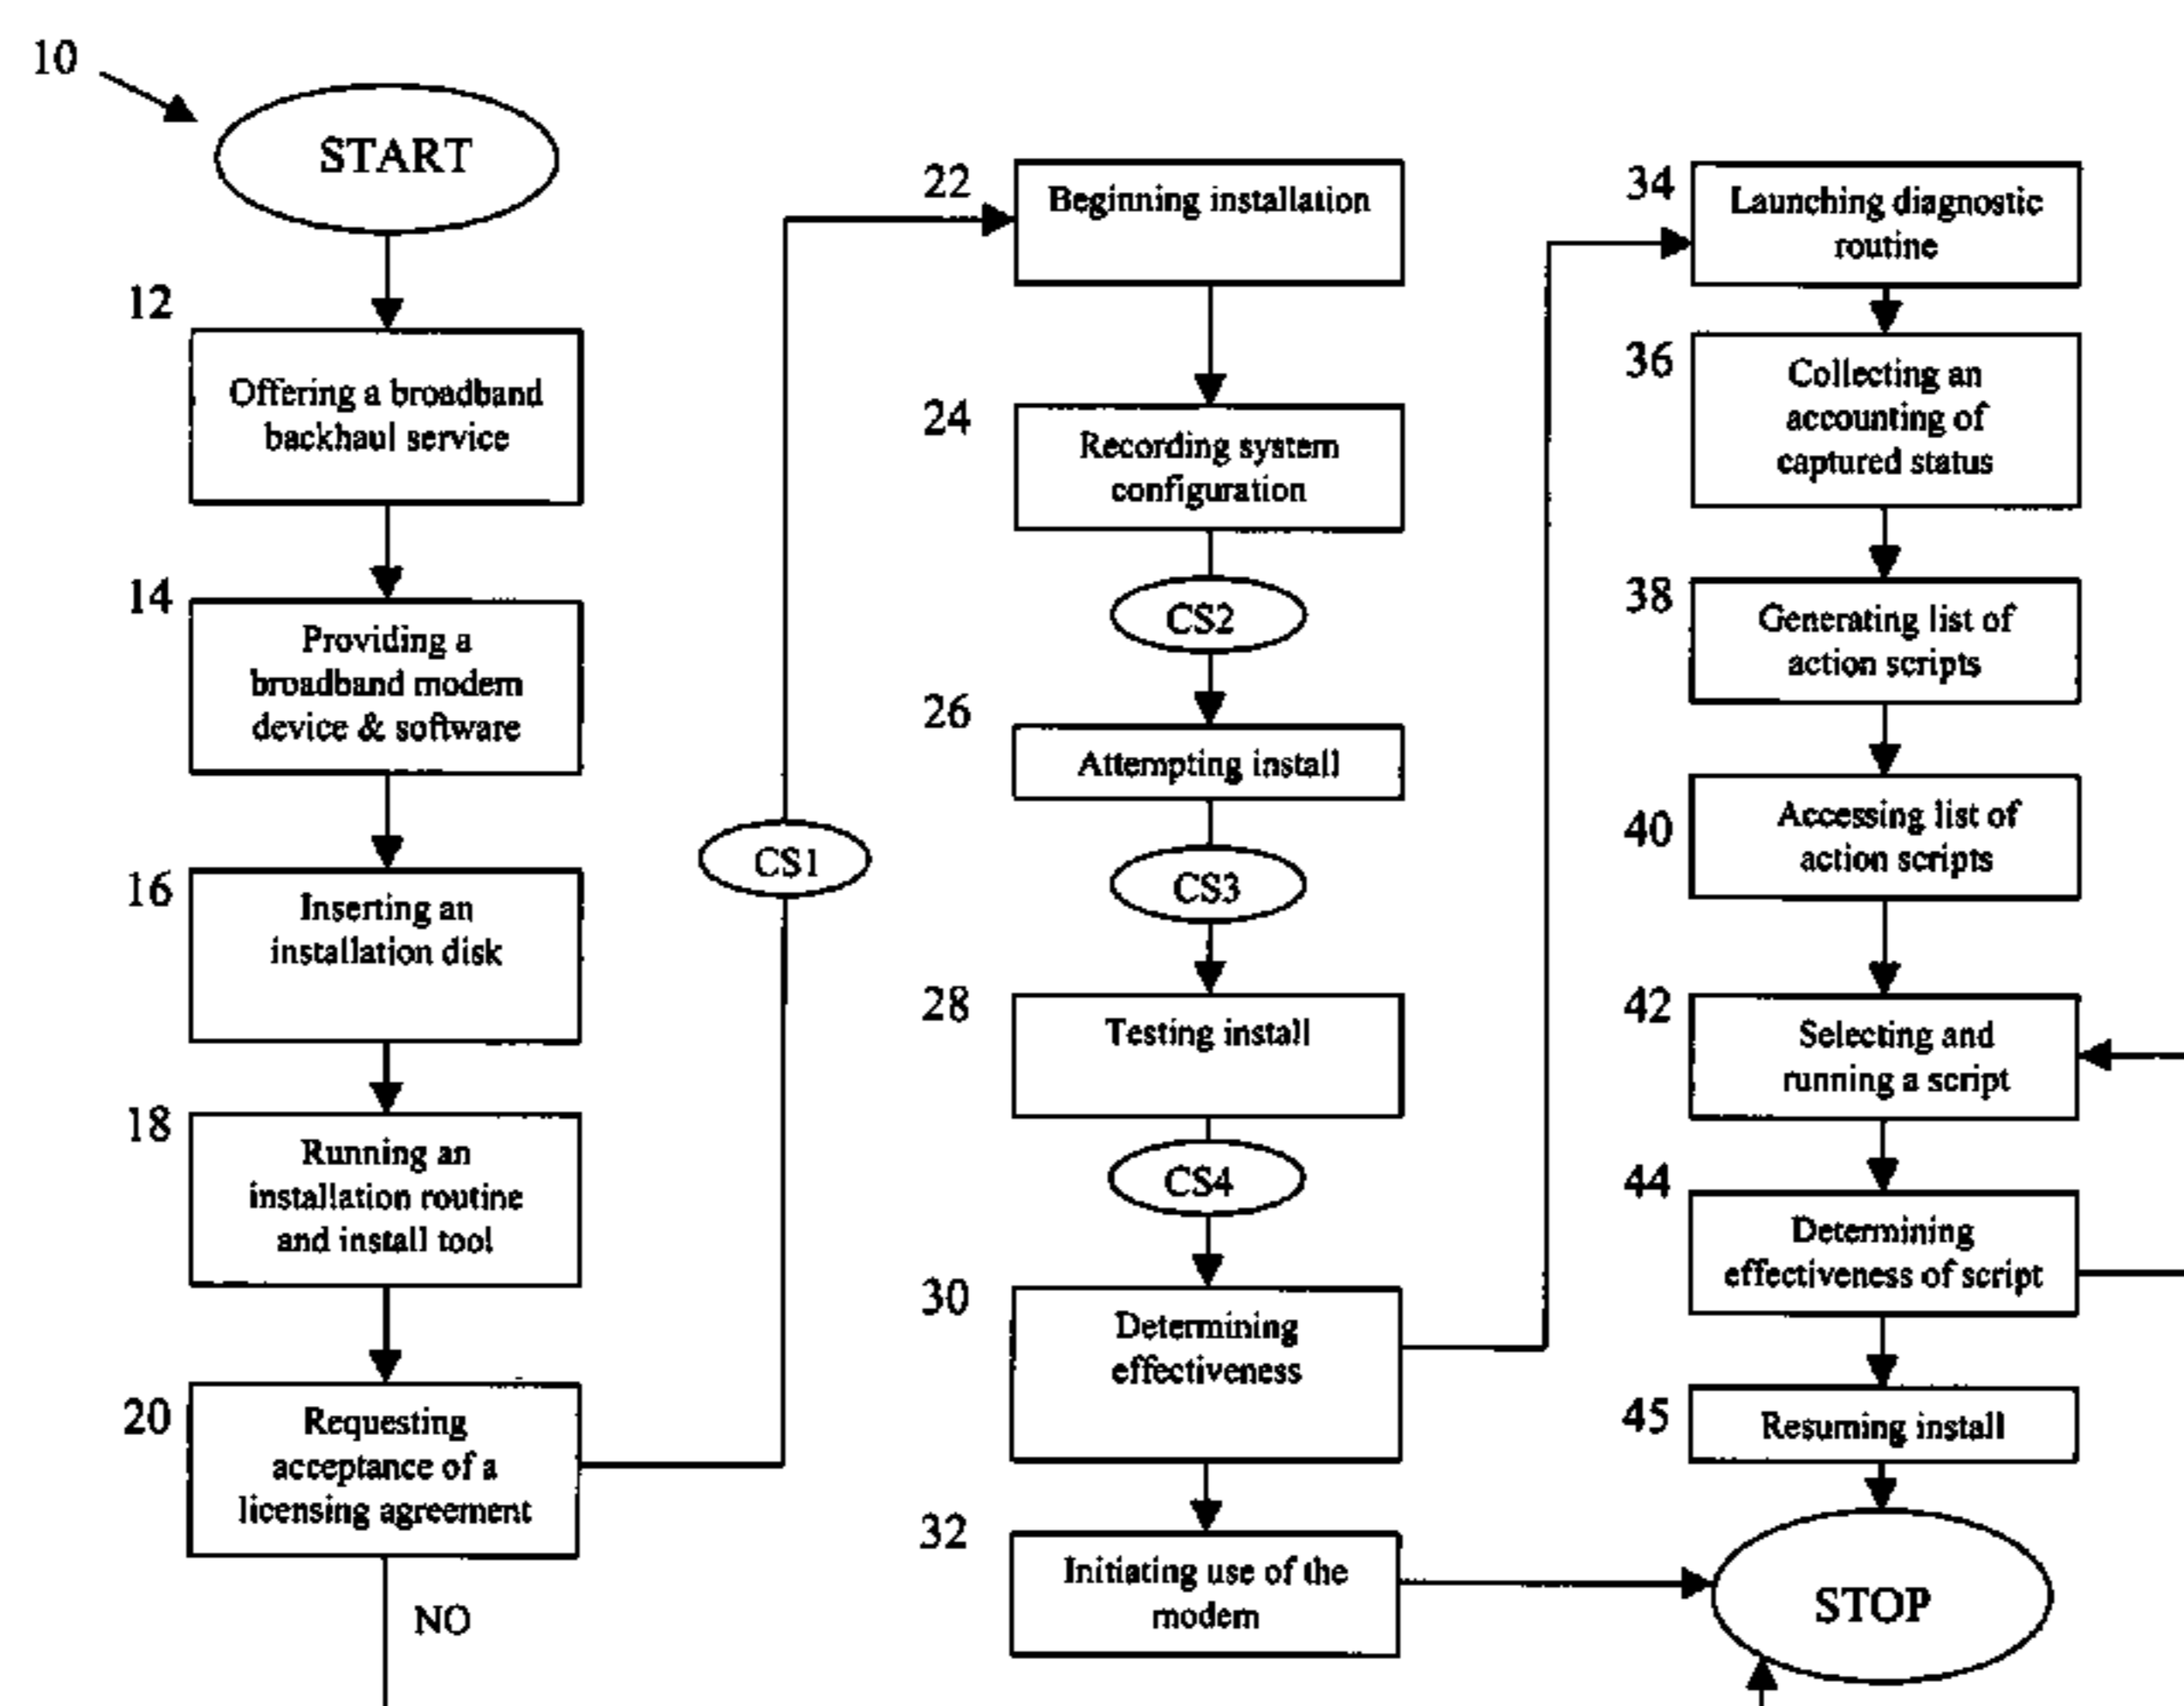 10
START
12
Offering a broadband
backhaul service
14
Providing a
broadband modem
device & software
16
Inserting an
installation disk
18
Running an
installation routine
and install tool
20
Requesting
acceptance of a
licensing agreement
NO
CS1
22
Beginning installation
24
Recording system
configuration
CS2
26
Attempting install
CS3
28
Testing install
CS4
30
Determining
effectiveness
32
Initiating use of the
modem
34
Launching diagnostic
routine
36
Collecting an
accounting of
captured status
38
Generating list of
action scripts
40
Accessing list of
action scripts
42
Selecting and
running a script
44
Determining
effectiveness of script
45
Resuming install
STOP